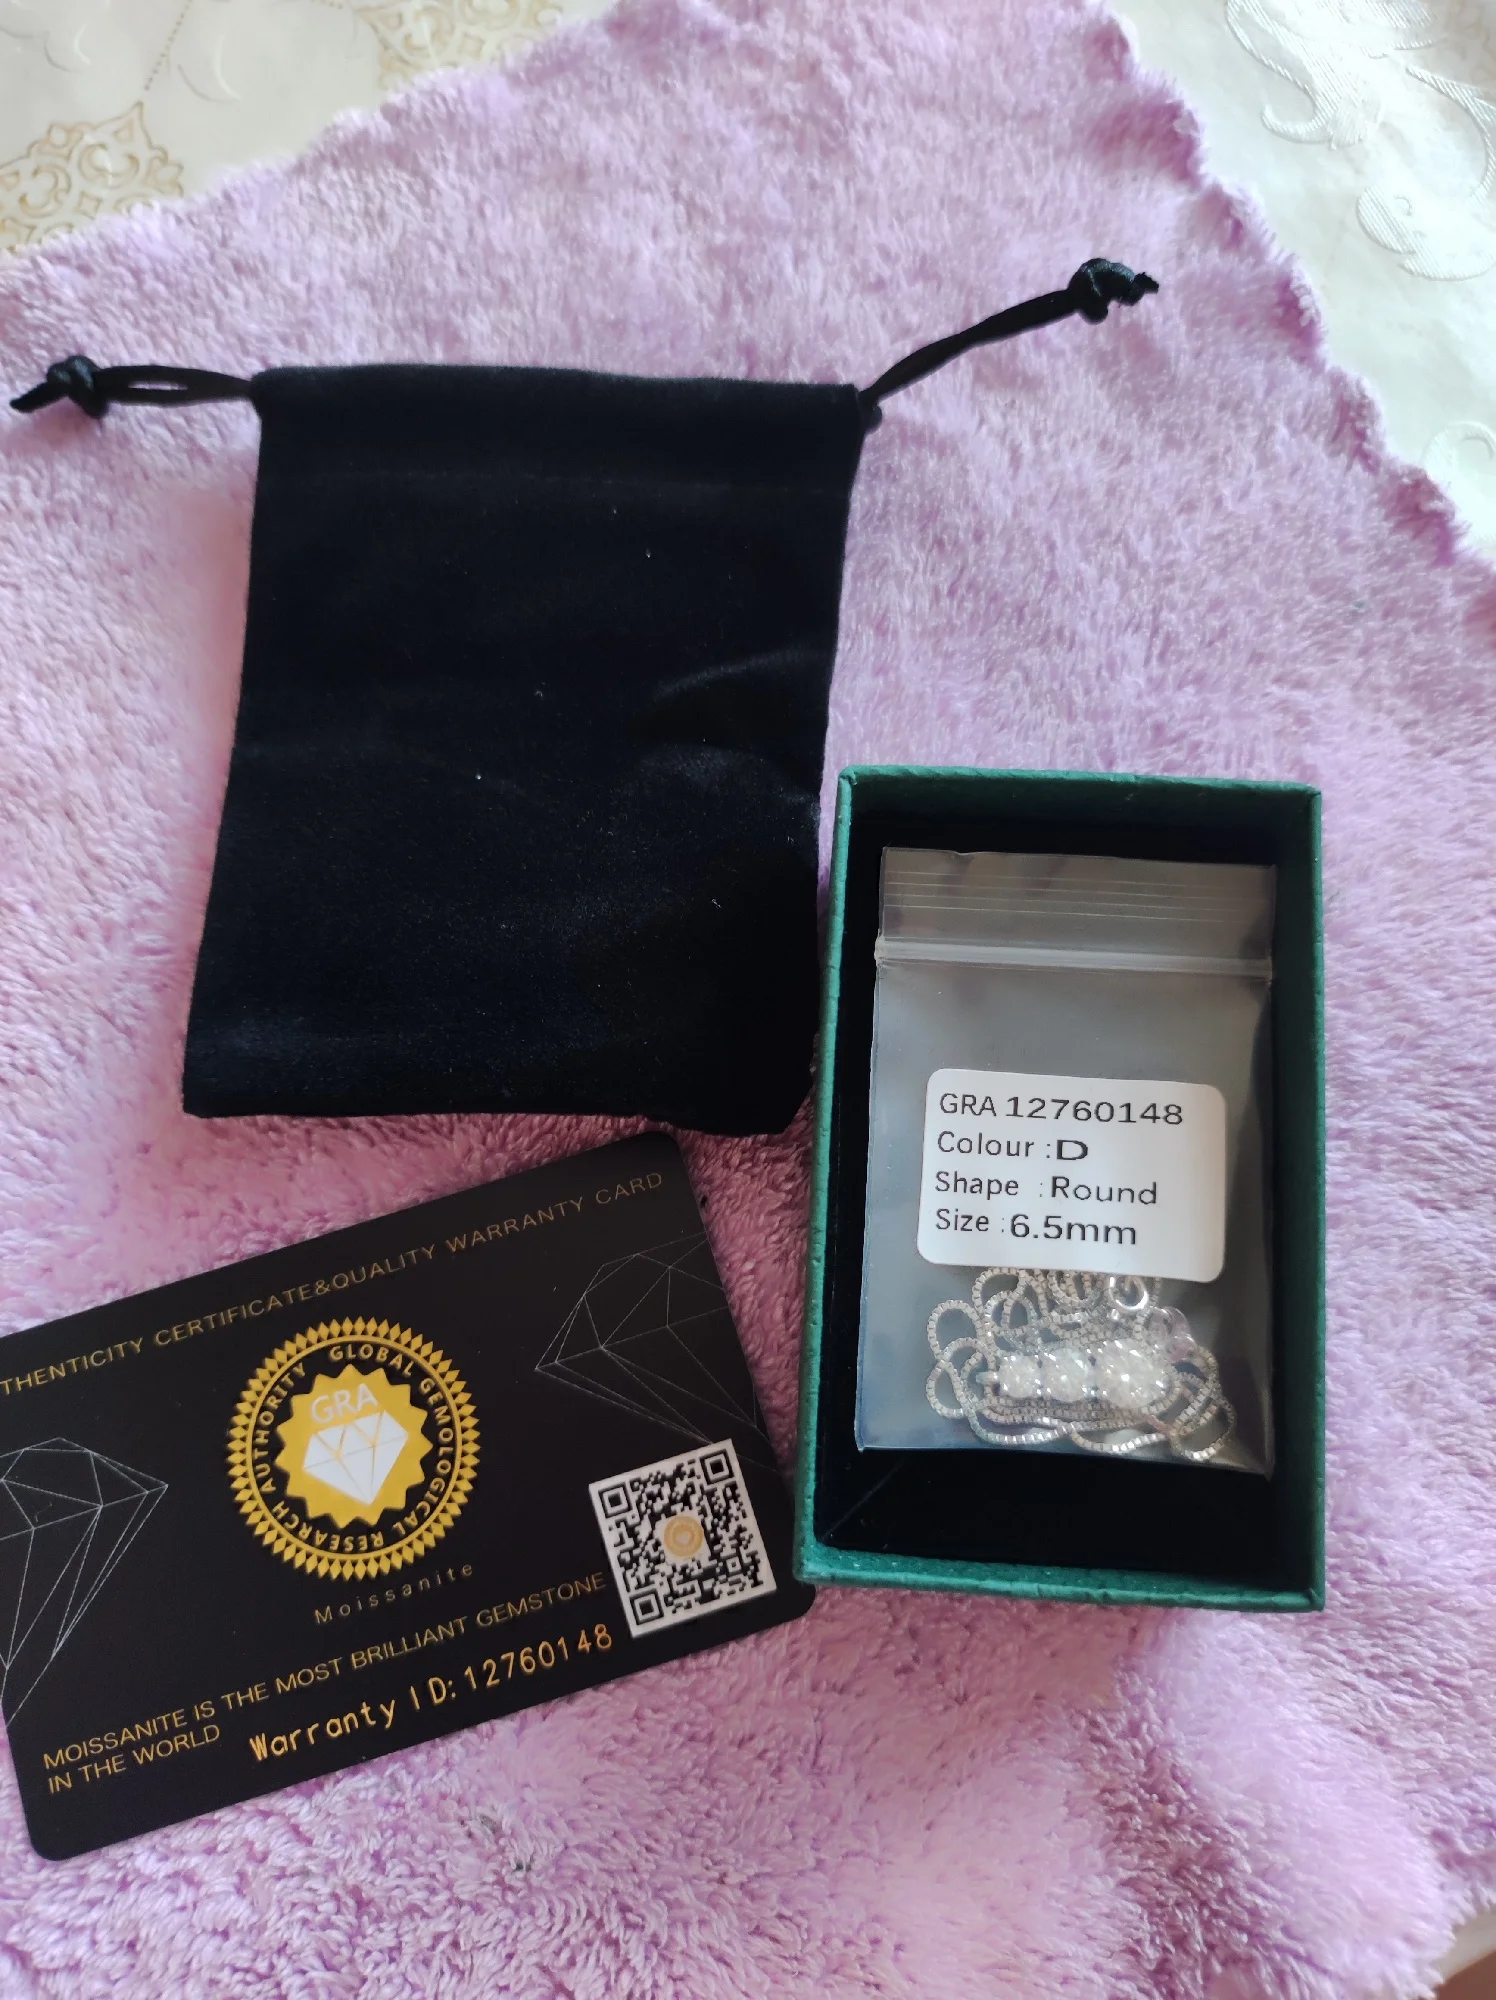 GRA 12760148
Colour :D
Shape :Round
Size :6.5mm
THENTICITY CERTIFICATE&QUALITY WARRANTY CARD
GLOBAL GEMOLOGICAL RESEARCH AUTHORITY
GRA
Moissanite
MOISSANITE IS THE MOST BRILLIANT GEMSTONE
IN THE WORLD
Warranty ID:12760148